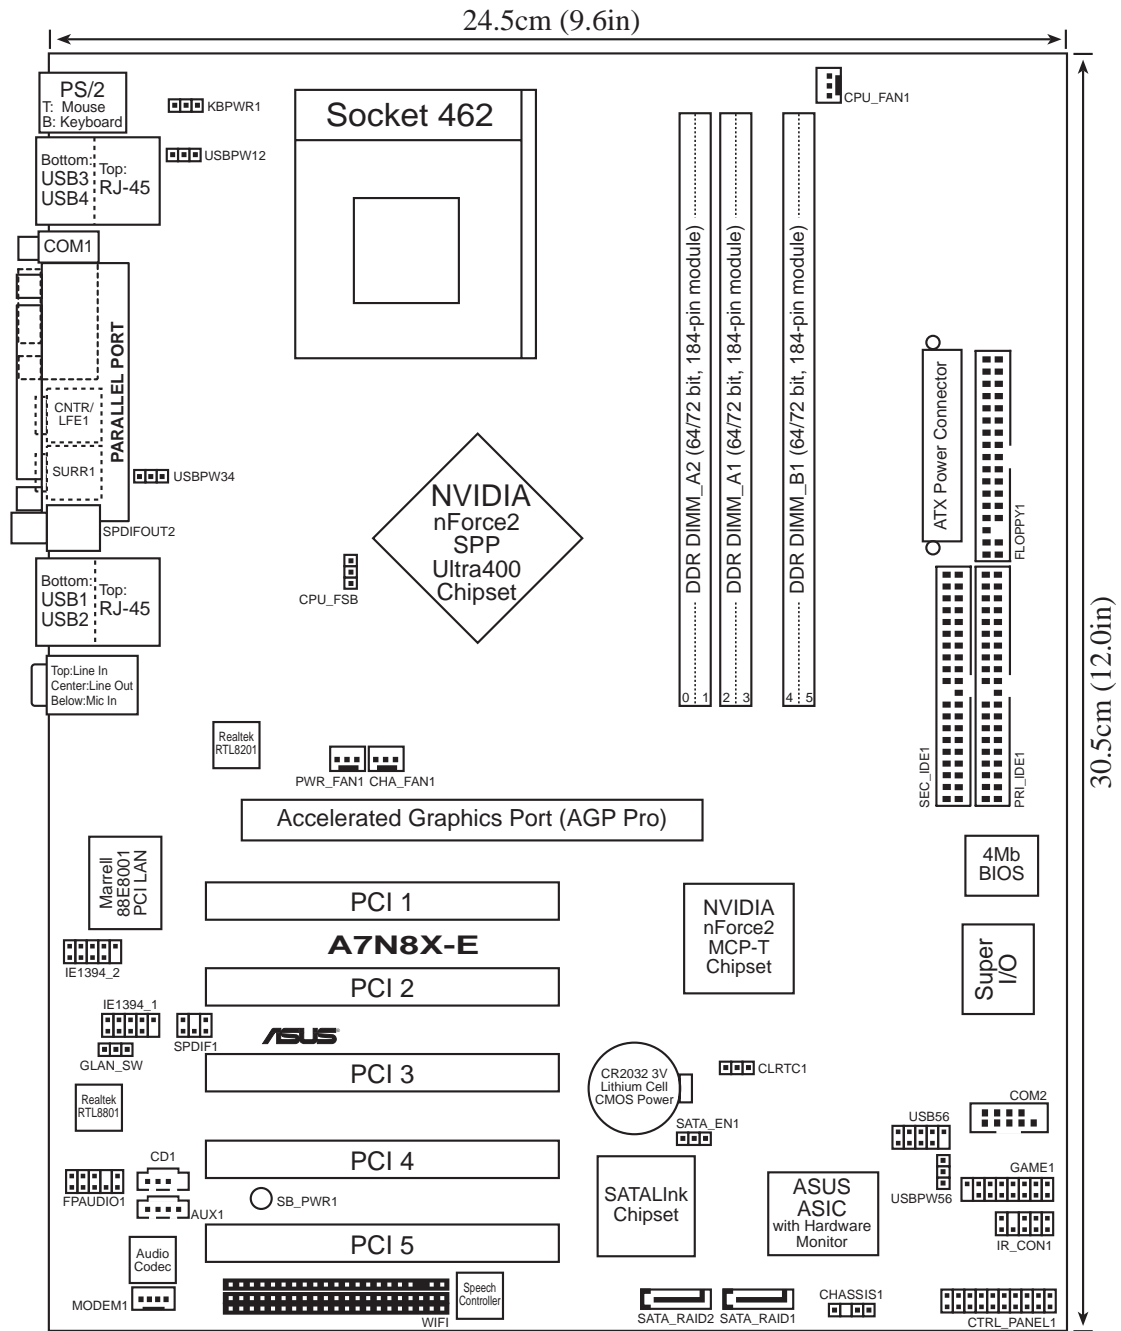 24.5cm (9.6in)
PS/2
T: Mouse
B: Keyboard
KBPWR1
Socket 462
CPU_FAN1
USBPW12
Bottom:
USB3
USB4
Top:
RJ-45
COM1
PARALLEL PORT
CNTR/
LFE1
SURR1
USBPW34
SPDIFOUT2
Bottom:
USB1
USB2
Top:
RJ-45
CPU_FSB
NVIDIA
nForce2
SPP
Ultra400
Chipset
DDR DIMM_A2 (64/72 bit, 184-pin module)
DDR DIMM_A1 (64/72 bit, 184-pin module)
DDR DIMM_B1 (64/72 bit, 184-pin module)
0 1
2 3
4 5
ATX Power Connector
FLOPPY1
SEC_IDE1
PRI_IDE1
30.5cm (12.0in)
Top:Line In
Center:Line Out
Below:Mic In
Realtek
RTL8201
PWR_FAN1
CHA_FAN1
Accelerated Graphics Port (AGP Pro)
Marrell
88E8001
PCI LAN
PCI 1
A7N8X-E
4Mb
BIOS
NVIDIA
nForce2
MCP-T
Chipset
Super
I/O
IE1394_2
PCI 2
IE1394_1
SPDIF1
GLAN_SW
ASUS
PCI 3
CR2032 3V
Lithium Cell
CMOS Power
CLRTC1
Realtek
RTL8801
SATA_EN1
USB56
COM2
CD1
PCI 4
FPAUDIO1
AUX1
SB_PWR1
SATALInk
Chipset
ASUS
ASIC
with Hardware
Monitor
USBPW56
GAME1
IR_CON1
PCI 5
Audio
Codec
MODEM1
WIFI
Speech
Controller
SATA_RAID2
SATA_RAID1
CHASSIS1
CTRL_PANEL1